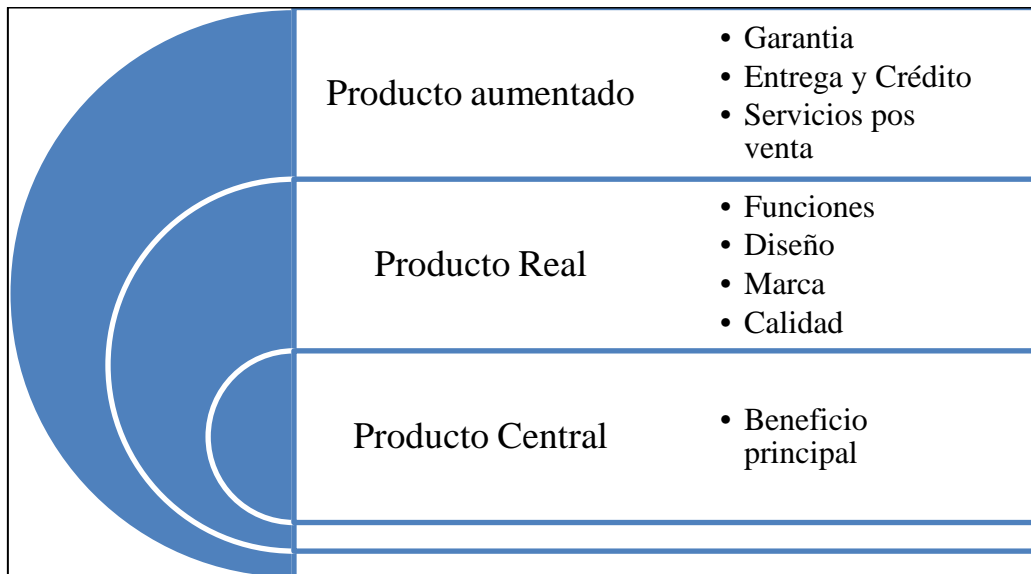 Producto aumentado
• Garantia
• Entrega y Crédito
• Servicios pos
venta
Producto Real
• Funciones
• Diseño
• Marca
• Calidad
Producto Central
• Beneficio
principal